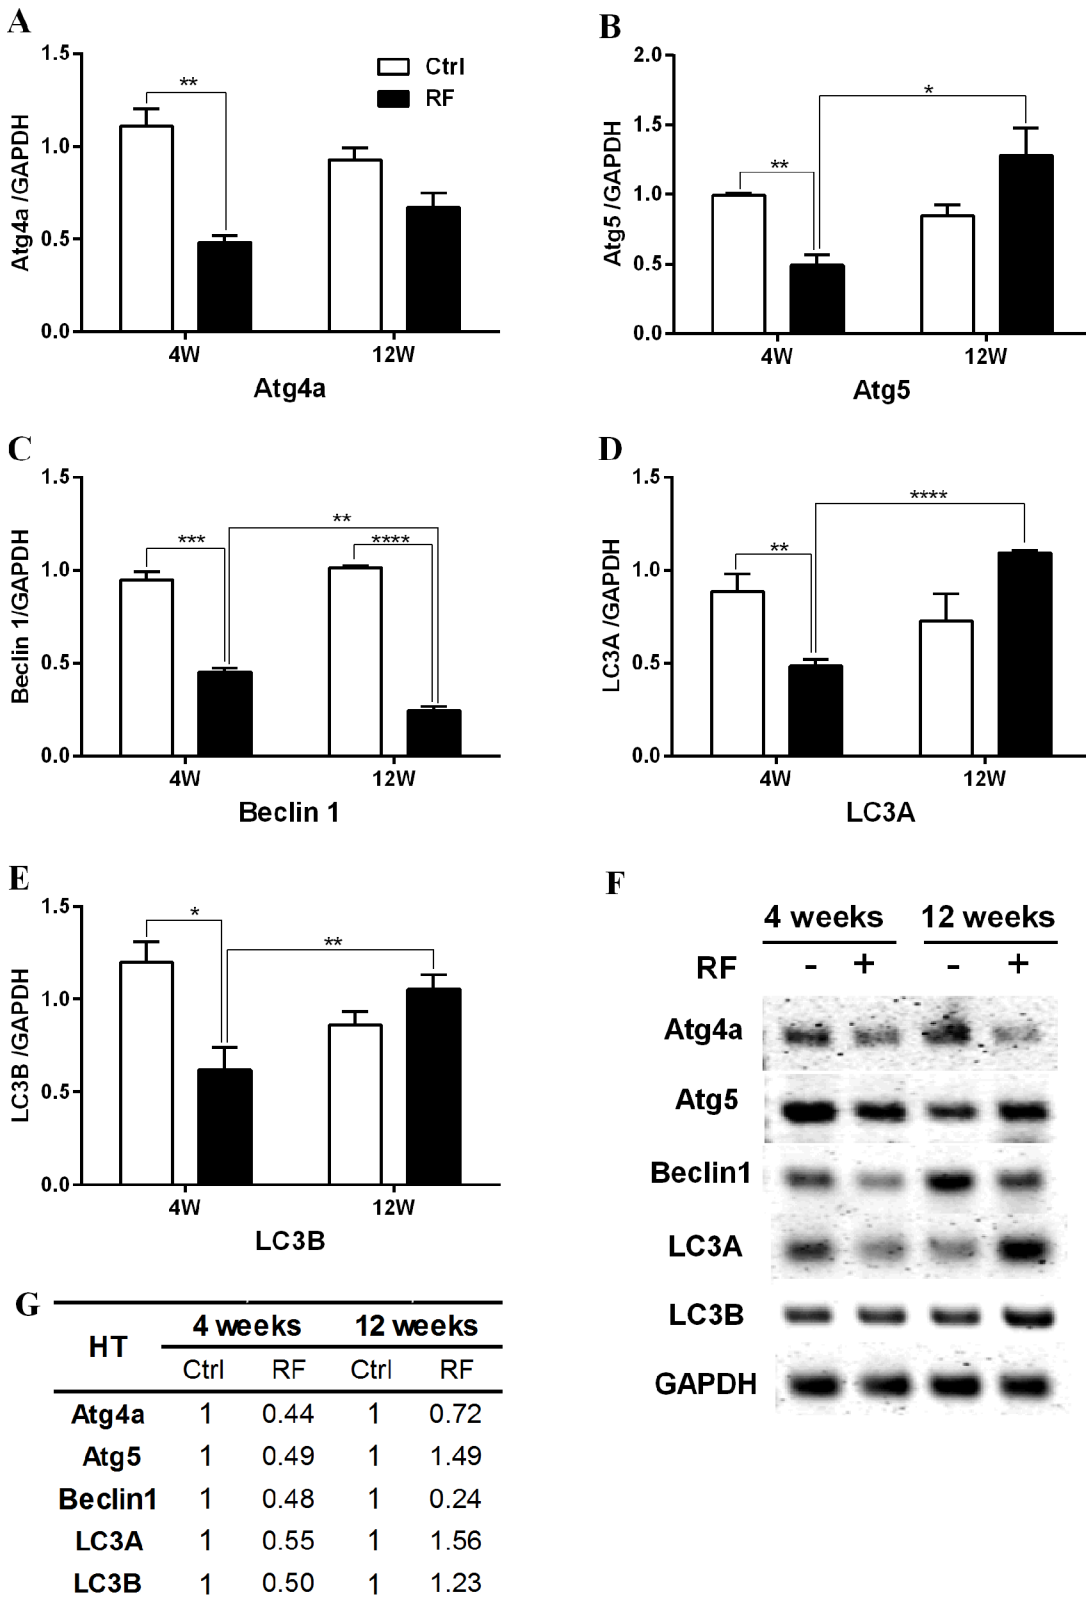 A
1.5
1.0
0.5
0.0
Atg4a /GAPDH
Ctrl
RF
**
4W
12W
Atg4a
B
2.0
1.5
1.0
0.5
0.0
Atg5 /GAPDH
*
**
4W
12W
Atg5
C
1.5
1.0
0.5
0.0
Beclin 1/GAPDH
**
***
****
4W
12W
Beclin 1
D
1.5
1.0
0.5
0.0
LC3A /GAPDH
****
**
4W
12W
LC3A
E
1.5
1.0
0.5
0.0
LC3B /GAPDH
*
**
4W
12W
LC3B
F
4 weeks 12 weeks
RF - + - +
Atg4a
Atg5
Beclin1
LC3A
LC3B
GAPDH
G
HT 4 weeks 12 weeks
Ctrl RF Ctrl RF
Atg4a 1 0.44 1 0.72
Atg5 1 0.49 1 1.49
Beclin1 1 0.48 1 0.24
LC3A 1 0.55 1 1.56
LC3B 1 0.50 1 1.23